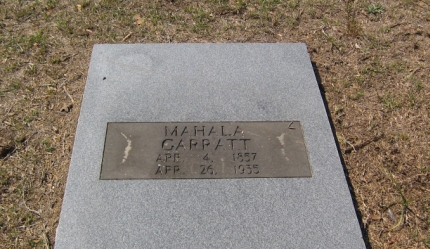 MAHALA
GARRATT
APR. 4, 1857
APR. 26, 1935